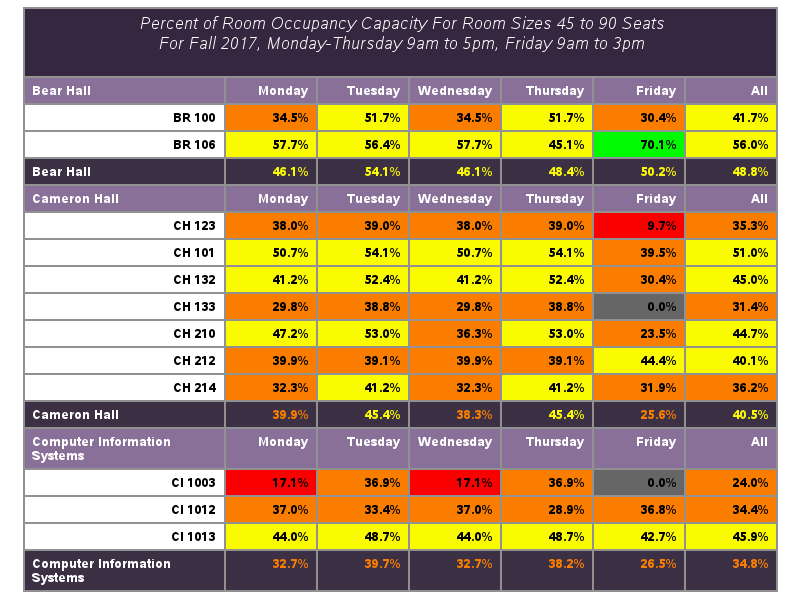 Percent of Room Occupancy Capacity For Room Sizes 45 to 90 Seats
For Fall 2017, Monday-Thursday 9am to 5pm, Friday 9am to 3pm
Bear Hall Monday Tuesday Wednesday Thursday Friday All
BR 100 34.5% 51.7% 34.5% 51.7% 30.4% 41.7%
BR 106 57.7% 56.4% 57.7% 45.1% 70.1% 56.0%
Bear Hall 46.1% 54.1% 46.1% 48.4% 50.2% 48.8%
Cameron Hall Monday Tuesday Wednesday Thursday Friday All
CH 123 38.0% 39.0% 38.0% 39.0% 9.7% 35.3%
CH 101 50.7% 54.1% 50.7% 54.1% 39.5% 51.0%
CH 132 41.2% 52.4% 41.2% 52.4% 30.4% 45.0%
CH 133 29.8% 38.8% 29.8% 38.8% 0.0% 31.4%
CH 210 47.2% 53.0% 36.3% 53.0% 23.5% 44.7%
CH 212 39.9% 39.1% 39.9% 39.1% 44.4% 40.1%
CH 214 32.3% 41.2% 32.3% 41.2% 31.9% 36.2%
Cameron Hall 39.9% 45.4% 38.3% 45.4% 25.6% 40.5%
Computer Information Monday Tuesday Wednesday Thursday Friday All
Systems
CI 1003 17.1% 36.9% 17.1% 36.9% 0.0% 24.0%
CI 1012 37.0% 33.4% 37.0% 28.9% 36.8% 34.4%
CI 1013 44.0% 48.7% 44.0% 48.7% 42.7% 45.9%
Computer Information 32.7% 39.7% 32.7% 38.2% 26.5% 34.8%
Systems